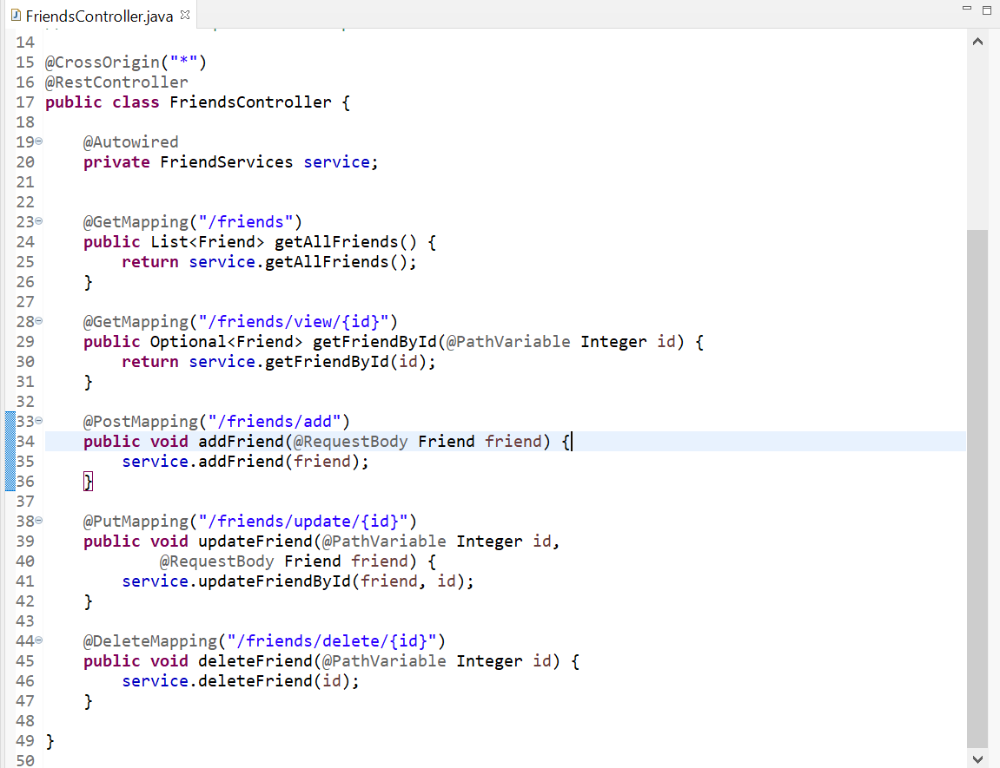 FriendsController.java
14
15 @CrossOrigin("*")
16 @RestController
17 public class FriendsController {
18
19     @Autowired
20     private FriendServices service;
21
22
23     @GetMapping("/friends")
24     public List<Friend> getAllFriends() {
25         return service.getAllFriends();
26     }
27
28     @GetMapping("/friends/view/{id}")
29     public Optional<Friend> getFriendById(@PathVariable Integer id) {
30         return service.getFriendById(id);
31     }
32
33     @PostMapping("/friends/add")
34     public void addFriend(@RequestBody Friend friend) {
35         service.addFriend(friend);
36     }
37
38     @PutMapping("/friends/update/{id}")
39     public void updateFriend(@PathVariable Integer id,
40             @RequestBody Friend friend) {
41         service.updateFriendById(friend, id);
42     }
43
44     @DeleteMapping("/friends/delete/{id}")
45     public void deleteFriend(@PathVariable Integer id) {
46         service.deleteFriend(id);
47     }
48
49 }
50